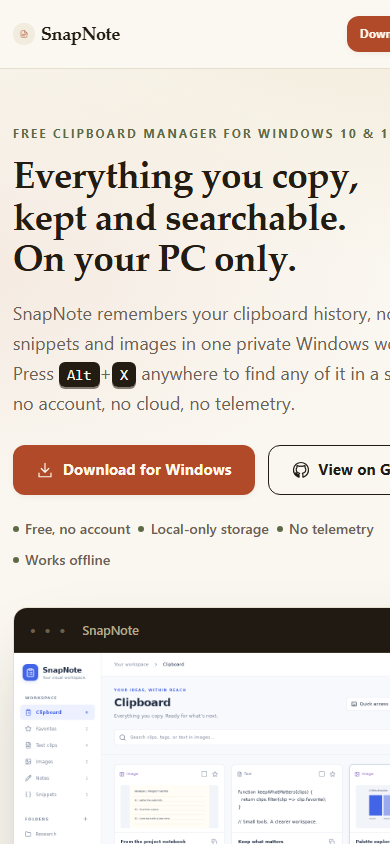 SnapNote
Down
FREE CLIPBOARD MANAGER FOR WINDOWS 10 & 1
Everything you copy,
kept and searchable.
On your PC only.
SnapNote remembers your clipboard history, no
snippets and images in one private Windows wo
Press Alt+X anywhere to find any of it in a s
no account, no cloud, no telemetry.
Download for Windows
View on G
Free, no account
Local-only storage
No telemetry
Works offline
SnapNote
SnapNote
Your visual workspace
Your workspace > Clipboard
WORKSPACE
Clipboard
Favorites
Text clips
Images
Notes
Snippets
FOLDERS +
Research
YOUR IDEAS, WITHIN REACH
Clipboard
Everything you copy. Ready for what's next.
Quick access
Search clips, tags, or text in images...
Image
Text
Image
function keepWhatMatters(clips) {
return clips.filter(clip => clip.favorite)
}
// Small tools. A clearer workspace.
From the project notebook
Keep what matters
Palette explor